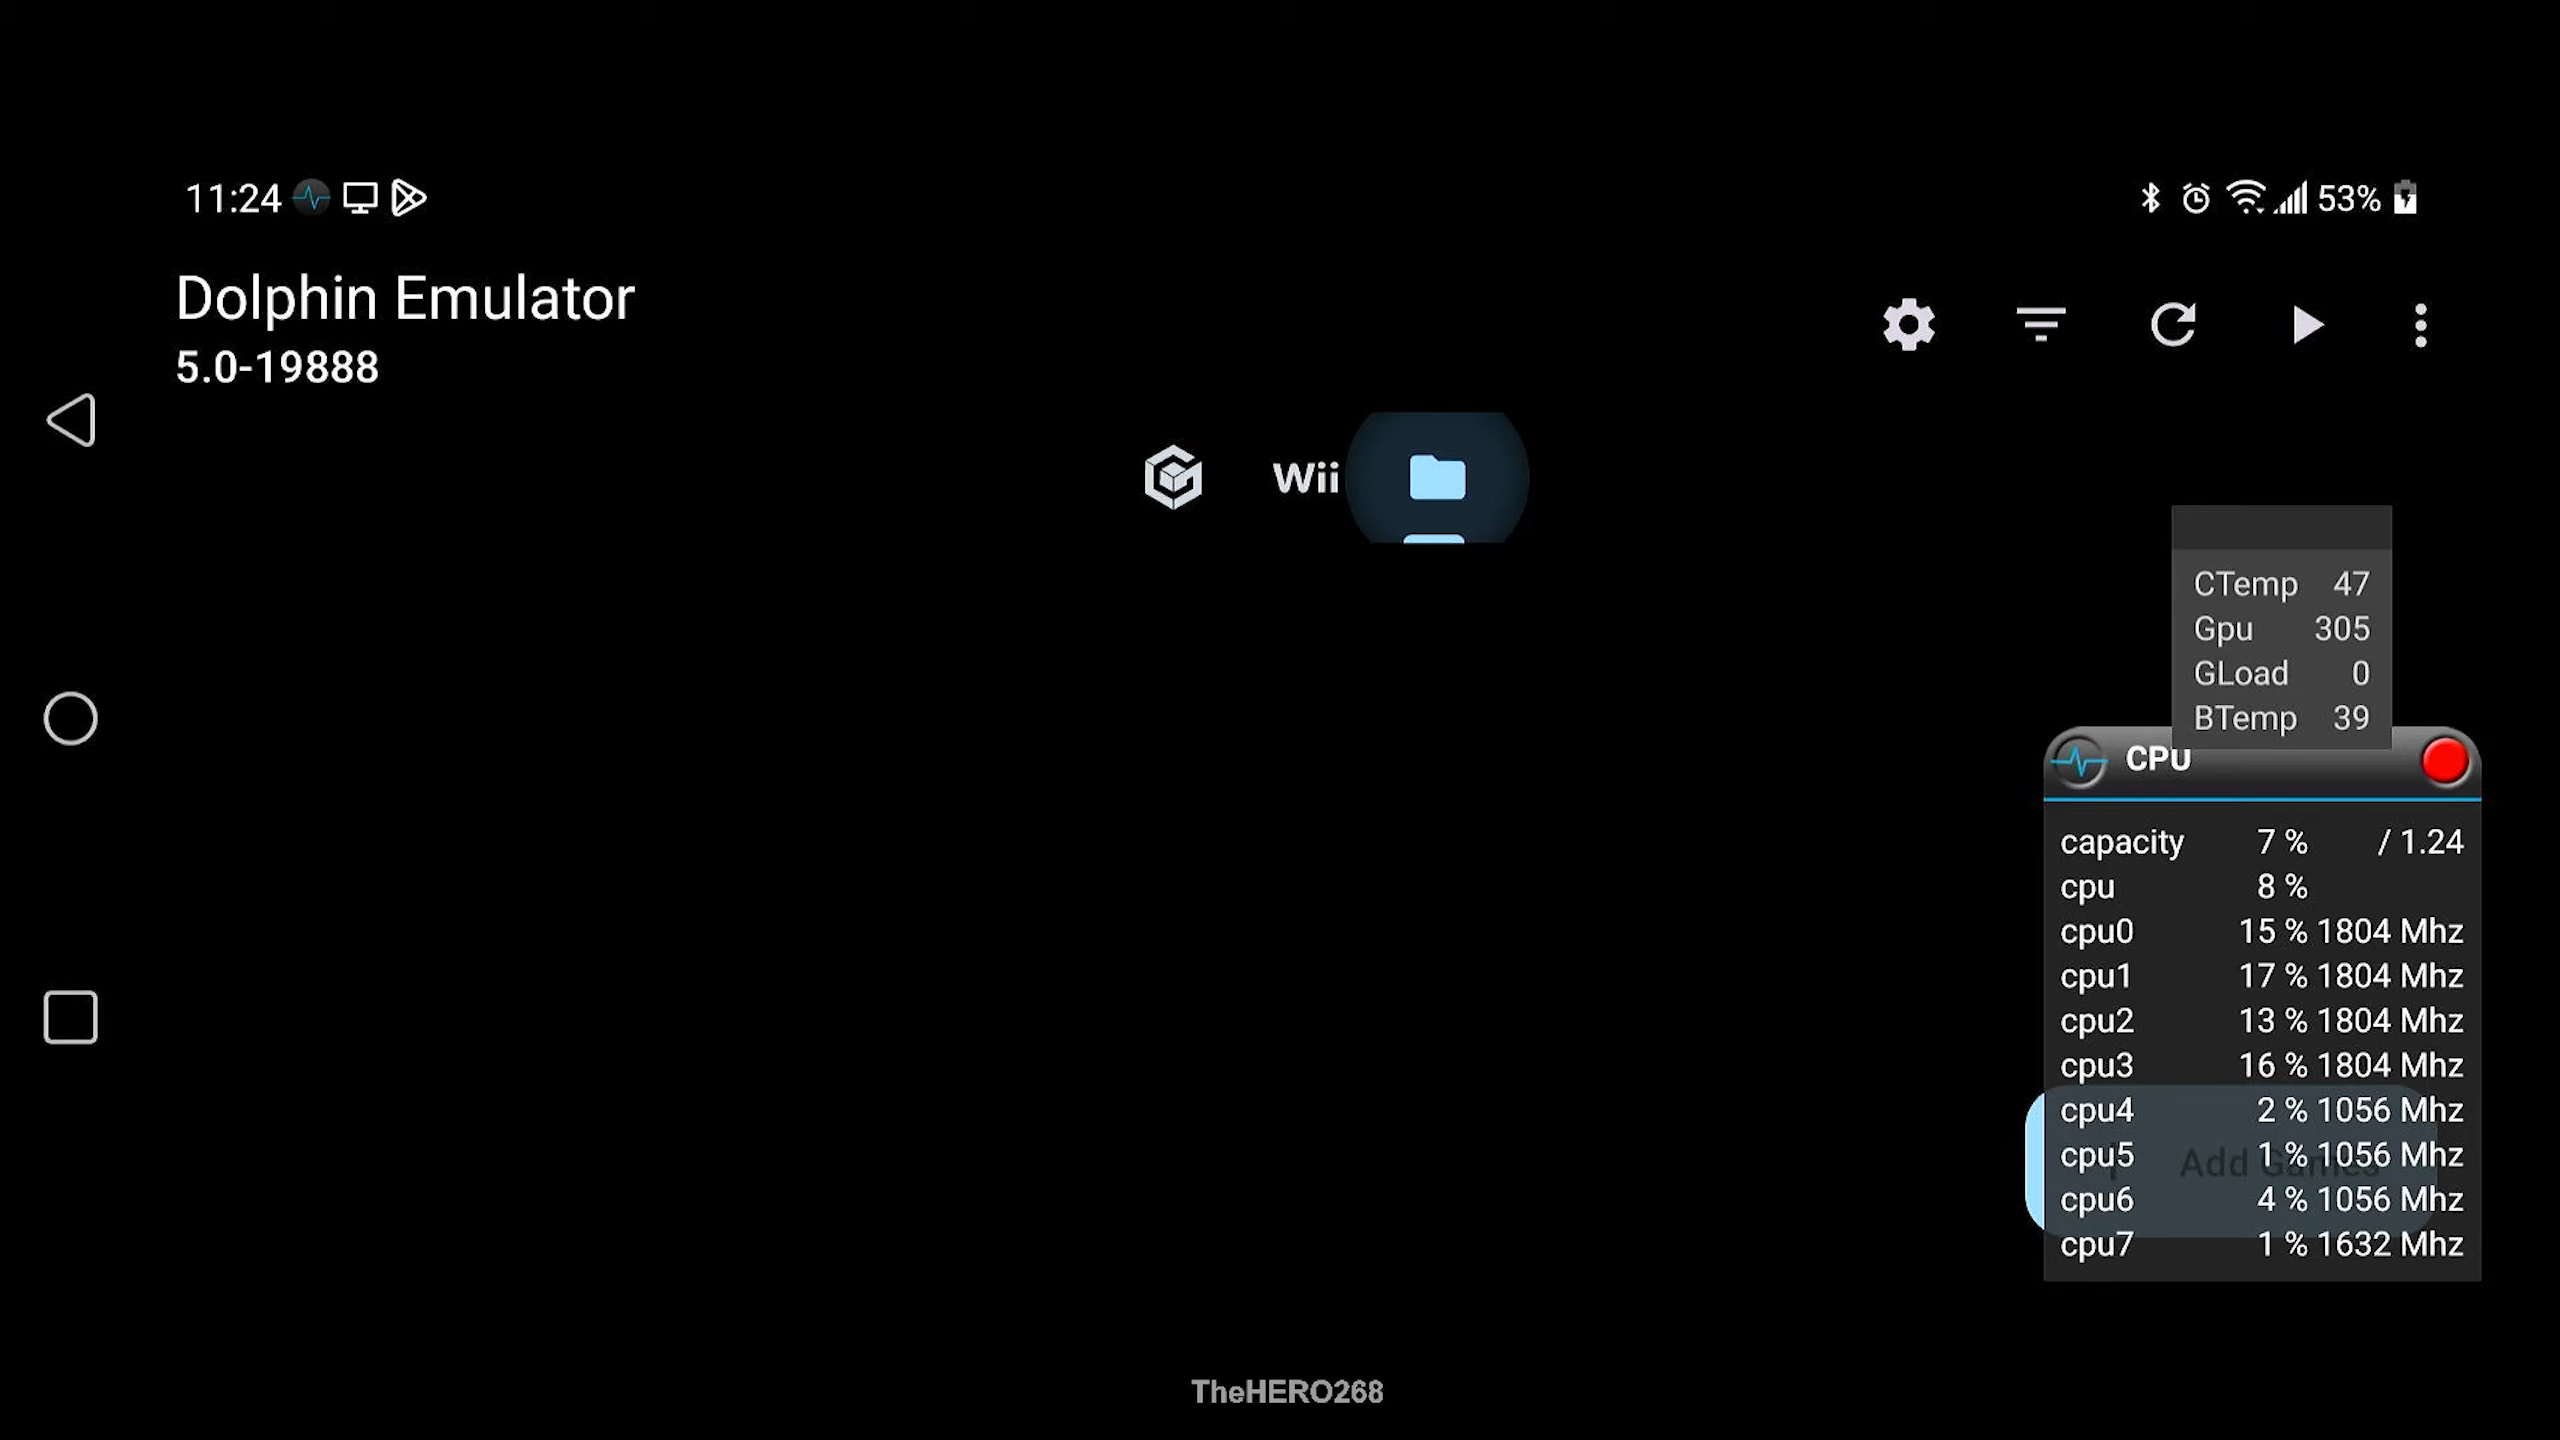 11:24
53%
Dolphin Emulator
5.0-19888
Wii
CTemp 47
Gpu 305
GLoad 0
BTemp 39
CPU
capacity 7 % / 1.24
cpu 8 %
cpu0 15 % 1804 Mhz
cpu1 17 % 1804 Mhz
cpu2 13 % 1804 Mhz
cpu3 16 % 1804 Mhz
cpu4 2 % 1056 Mhz
cpu5 1 % 1056 Mhz
Add Games
cpu6 4 % 1056 Mhz
cpu7 1 % 1632 Mhz
TheHERO268